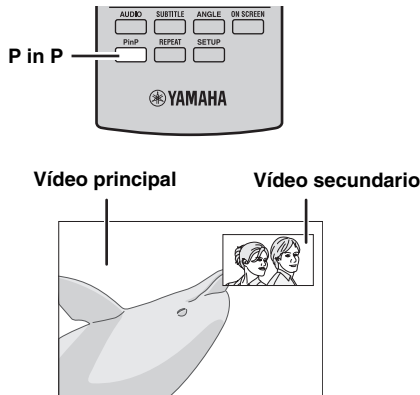 AUDIO SUBTITLE ANGLE ON SCREEN
PinP REPEAT SETUP
P in P
YAMAHA
Vídeo principal Vídeo secundario